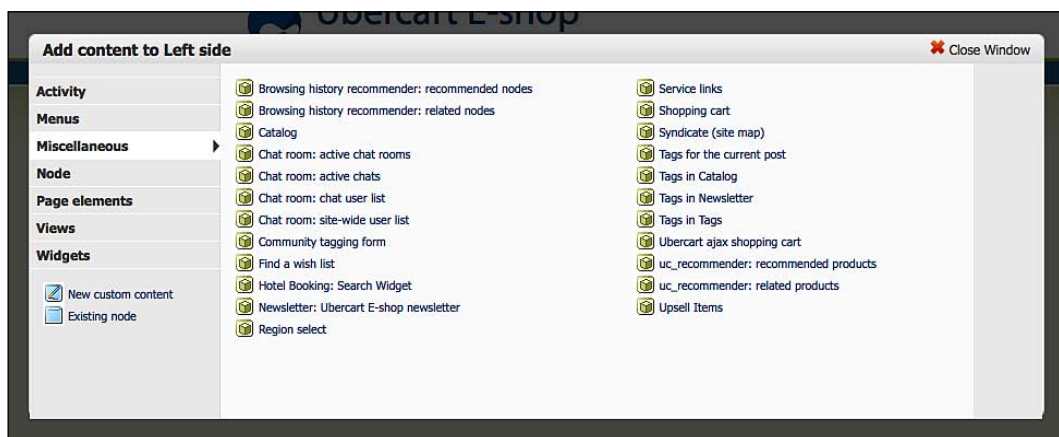 Ubercart E-shop
Add content to Left side
Close Window
Activity
Menus
Miscellaneous
Node
Page elements
Views
Widgets
New custom content
Existing node
Browsing history recommender: recommended nodes
Browsing history recommender: related nodes
Catalog
Chat room: active chat rooms
Chat room: active chats
Chat room: chat user list
Chat room: site-wide user list
Community tagging form
Find a wish list
Hotel Booking: Search Widget
Newsletter: Ubercart E-shop newsletter
Region select
Service links
Shopping cart
Syndicate (site map)
Tags for the current post
Tags in Catalog
Tags in Newsletter
Tags in Tags
Ubercart ajax shopping cart
uc_recommender: recommended products
uc_recommender: related products
Upsell Items